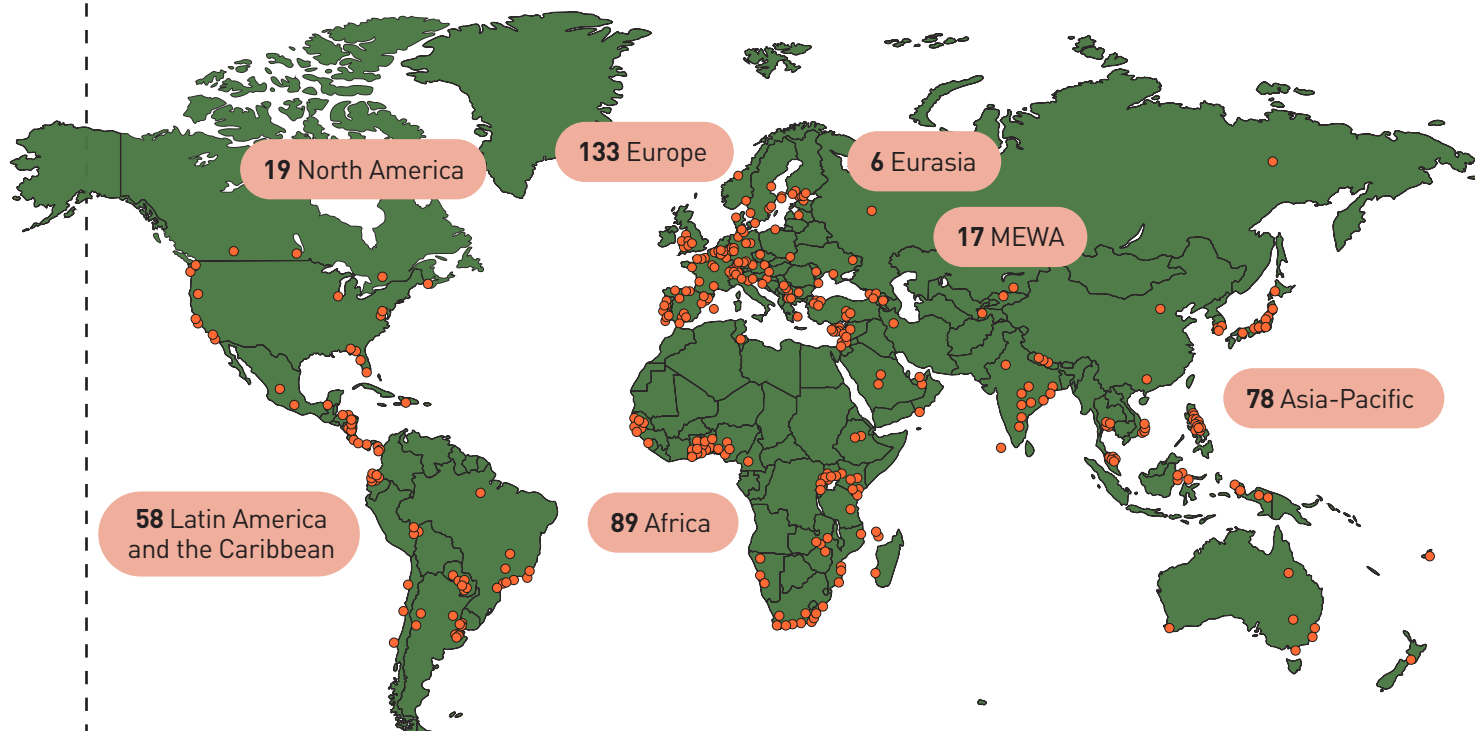 133 Europe
6 Eurasia
19 North America
17 MEWA
78 Asia-Pacific
58 Latin America
and the Caribbean
89 Africa